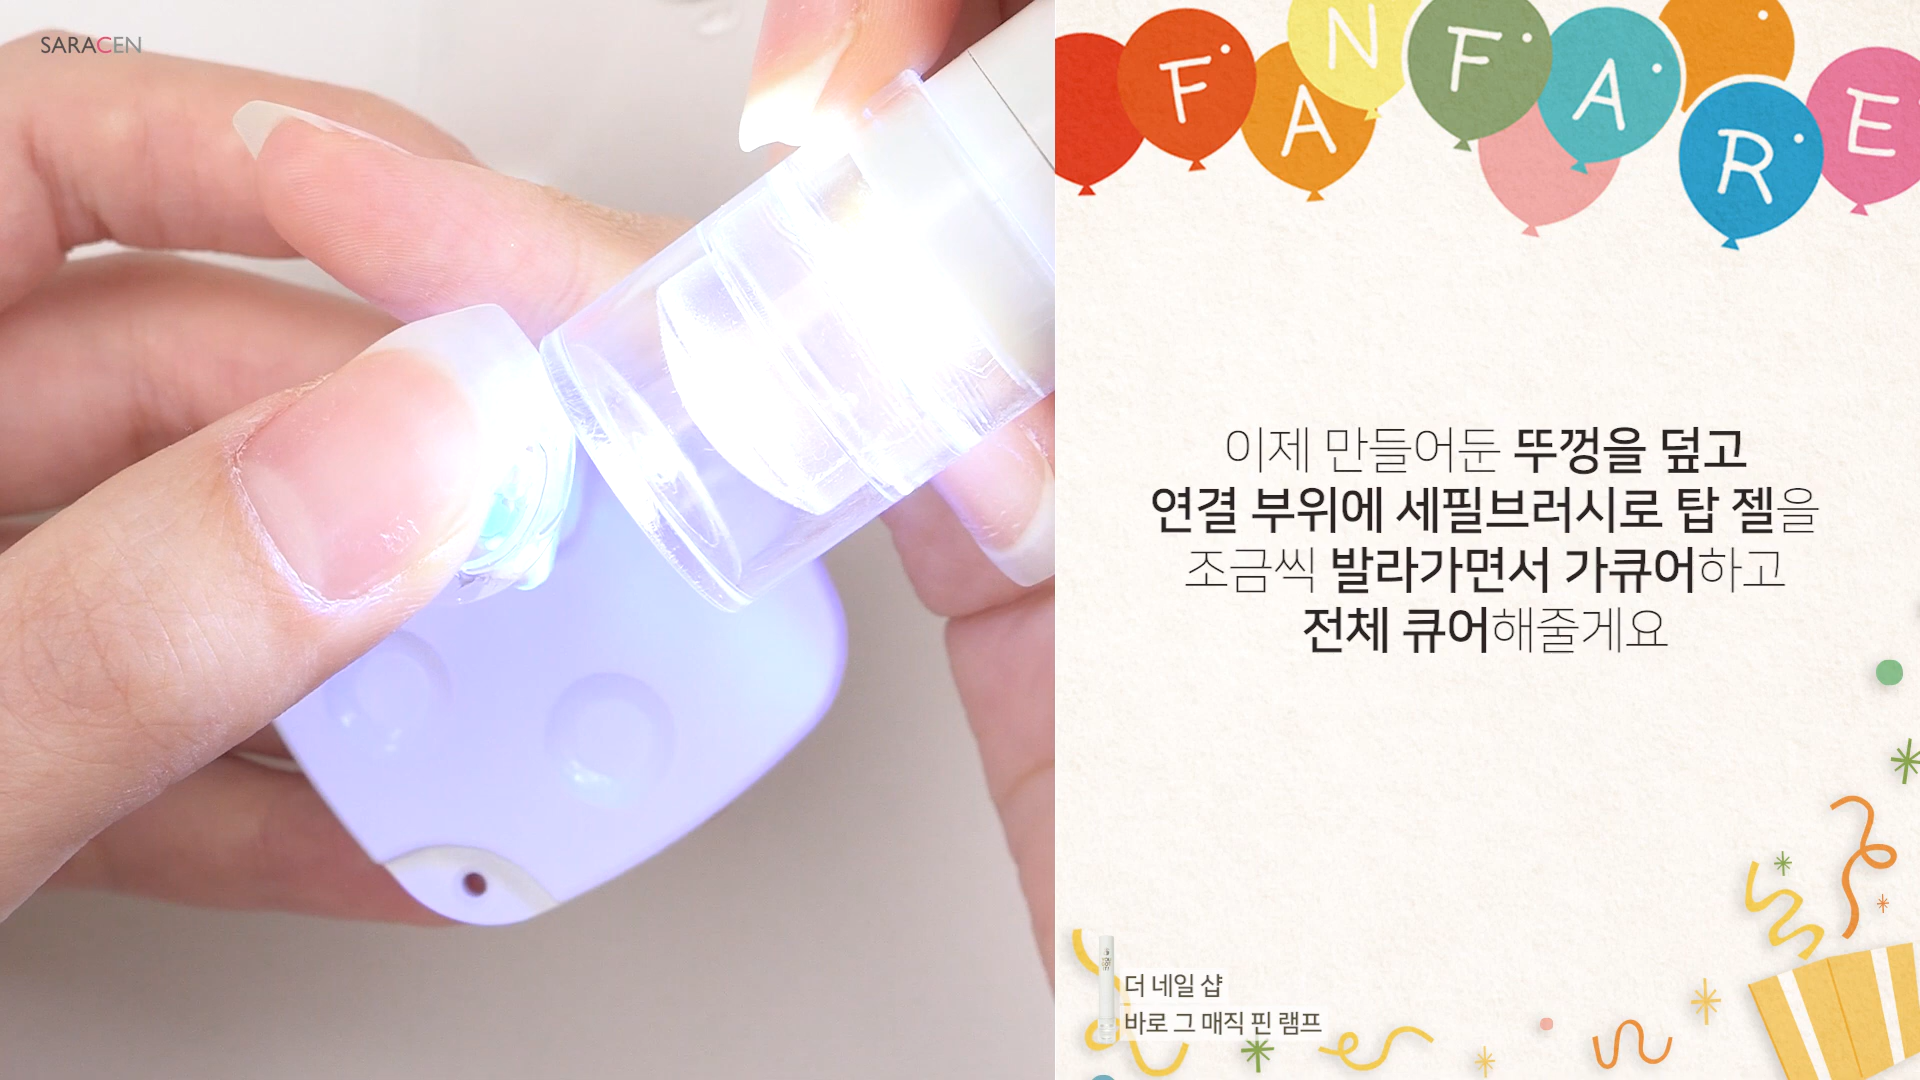 SARACEN
FANFARE
이제 만들어둔 뚜껑을 덮고
연결 부위에 세필브러시로 탑 젤을
조금씩 발라가면서 가큐어하고
전체 큐어해줄게요
더 네일 샵
바로 그 매직 핀 램프